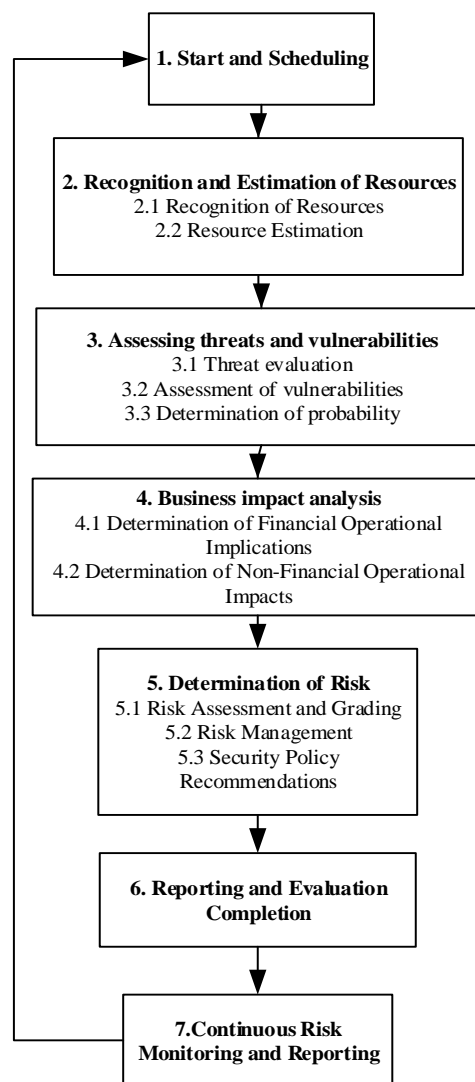 1. Start and Scheduling
2. Recognition and Estimation of Resources
2.1 Recognition of Resources
2.2 Resource Estimation
3. Assessing threats and vulnerabilities
3.1 Threat evaluation
3.2 Assessment of vulnerabilities
3.3 Determination of probability
4. Business impact analysis
4.1 Determination of Financial Operational
Implications
4.2 Determination of Non-Financial Operational
Impacts
5. Determination of Risk
5.1 Risk Assessment and Grading
5.2 Risk Management
5.3 Security Policy
Recommendations
6. Reporting and Evaluation
Completion
7.Continuous Risk
Monitoring and Reporting